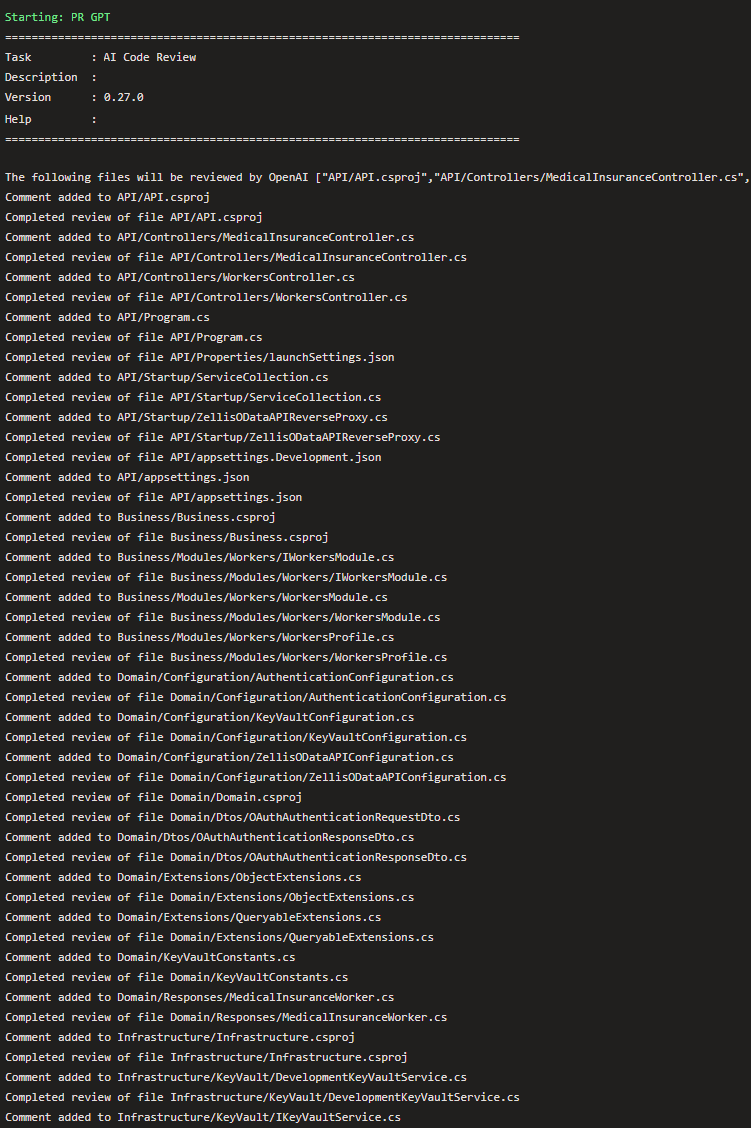 Starting: PR GPT
==============================================================================
Task         : AI Code Review
Description  :
Version      : 0.27.0
Help         :
==============================================================================
The following files will be reviewed by OpenAI ["API/API.csproj","API/Controllers/MedicalInsuranceController.cs",
Comment added to API/API.csproj
Completed review of file API/API.csproj
Comment added to API/Controllers/MedicalInsuranceController.cs
Completed review of file API/Controllers/MedicalInsuranceController.cs
Comment added to API/Controllers/WorkersController.cs
Completed review of file API/Controllers/WorkersController.cs
Comment added to API/Program.cs
Completed review of file API/Program.cs
Completed review of file API/Properties/launchSettings.json
Comment added to API/Startup/ServiceCollection.cs
Completed review of file API/Startup/ServiceCollection.cs
Comment added to API/Startup/ZellisODataAPIReverseProxy.cs
Completed review of file API/Startup/ZellisODataAPIReverseProxy.cs
Completed review of file API/appsettings.Development.json
Comment added to API/appsettings.json
Completed review of file API/appsettings.json
Comment added to Business/Business.csproj
Completed review of file Business/Business.csproj
Comment added to Business/Modules/Workers/IWorkersModule.cs
Completed review of file Business/Modules/Workers/IWorkersModule.cs
Comment added to Business/Modules/Workers/WorkersModule.cs
Completed review of file Business/Modules/Workers/WorkersModule.cs
Comment added to Business/Modules/Workers/WorkersProfile.cs
Completed review of file Business/Modules/Workers/WorkersProfile.cs
Comment added to Domain/Configuration/AuthenticationConfiguration.cs
Completed review of file Domain/Configuration/AuthenticationConfiguration.cs
Comment added to Domain/Configuration/KeyVaultConfiguration.cs
Completed review of file Domain/Configuration/KeyVaultConfiguration.cs
Comment added to Domain/Configuration/ZellisODataAPIConfiguration.cs
Completed review of file Domain/Configuration/ZellisODataAPIConfiguration.cs
Completed review of file Domain/Domain.csproj
Completed review of file Domain/Dtos/OAuthAuthenticationRequestDto.cs
Comment added to Domain/Dtos/OAuthAuthenticationResponseDto.cs
Completed review of file Domain/Dtos/OAuthAuthenticationResponseDto.cs
Comment added to Domain/Extensions/ObjectExtensions.cs
Completed review of file Domain/Extensions/ObjectExtensions.cs
Comment added to Domain/Extensions/QueryableExtensions.cs
Completed review of file Domain/Extensions/QueryableExtensions.cs
Comment added to Domain/KeyVaultConstants.cs
Completed review of file Domain/KeyVaultConstants.cs
Comment added to Domain/Responses/MedicalInsuranceWorker.cs
Completed review of file Domain/Responses/MedicalInsuranceWorker.cs
Comment added to Infrastructure/Infrastructure.csproj
Completed review of file Infrastructure/Infrastructure.csproj
Comment added to Infrastructure/KeyVault/DevelopmentKeyVaultService.cs
Completed review of file Infrastructure/KeyVault/DevelopmentKeyVaultService.cs
Comment added to Infrastructure/KeyVault/IKeyVaultService.cs